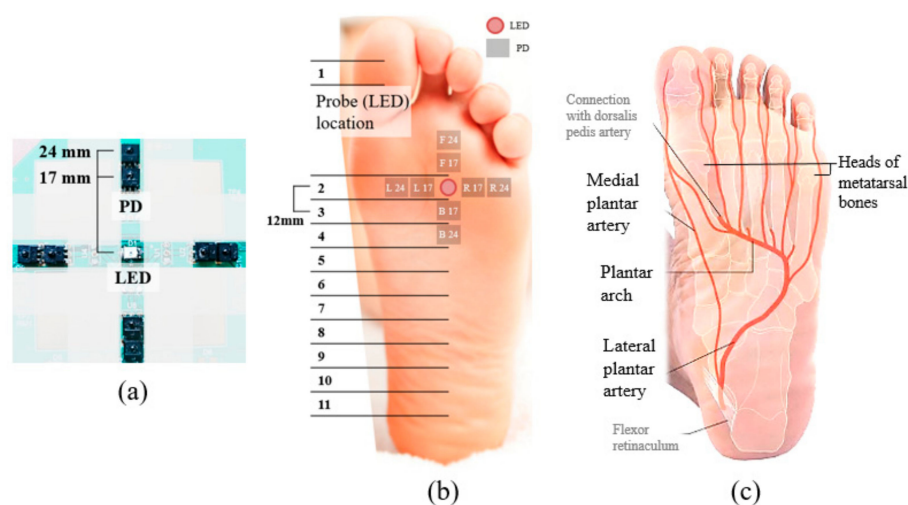 24 mm
17 mm
PD
LED
(a)
LED
PD
1
Probe (LED)
location
F 24
F 17
2
L 24 L 17 R 17 R 24
12mm
3
B 17
4
B 24
5
6
7
8
9
10
11
(b)
Connection
with dorsalis
pedis artery
Medial
plantar
artery
Heads of
metatarsal
bones
Plantar
arch
Lateral
plantar
artery
Flexor
retinaculum
(c)